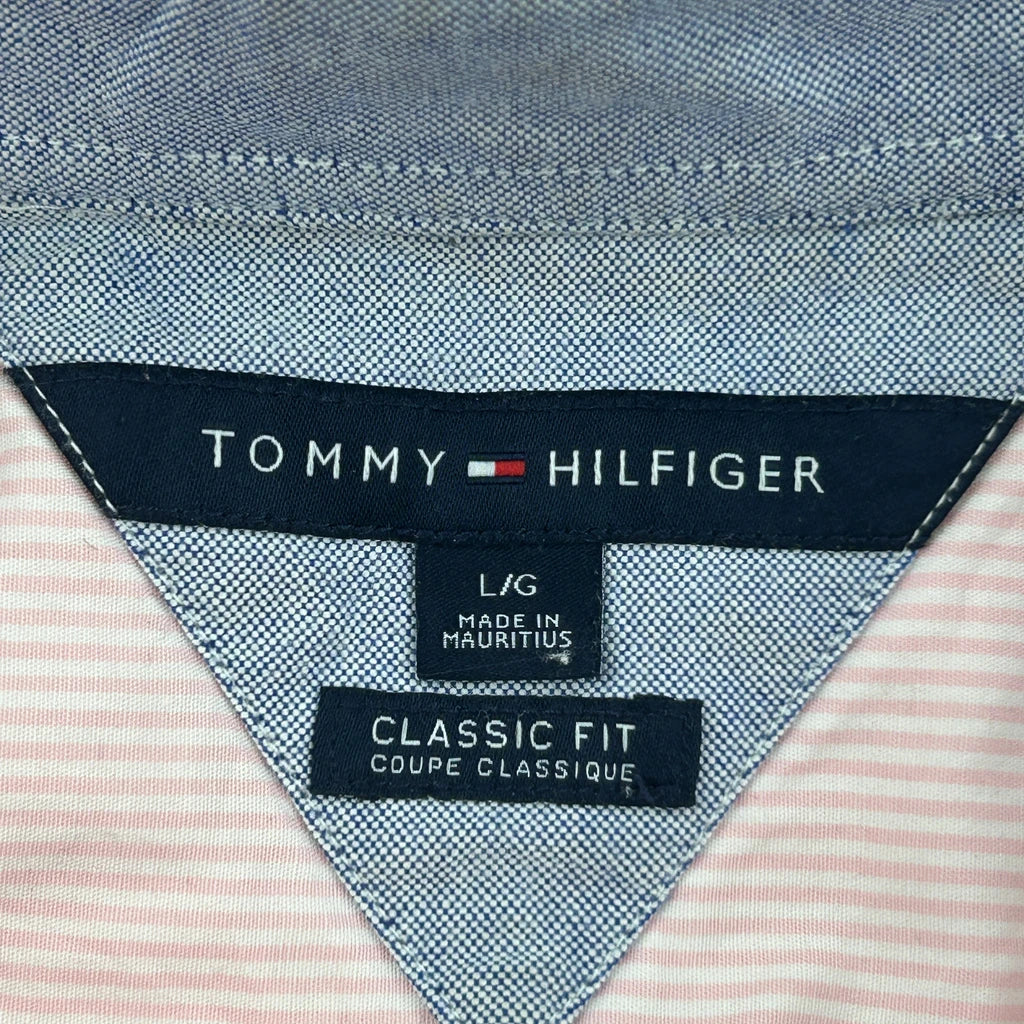 TOMMY HILFIGER
L/G
MADE IN
MAURITIUS
CLASSIC FIT
COUPE CLASSIQUE